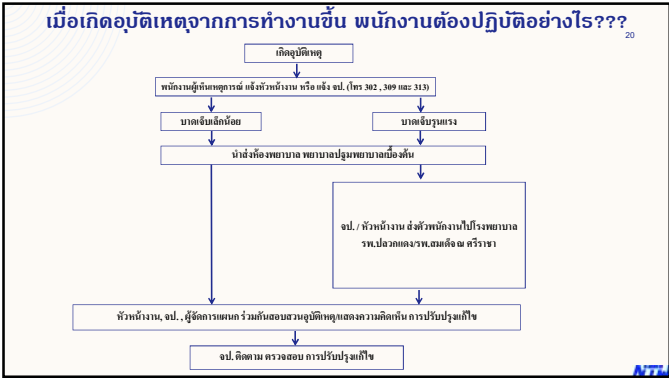 เมื่อเกิดอุบัติเหตุจากการทำงานขึ้น พนักงานต้องปฏิบัติอย่างไร???
20
เกิดอุบัติเหตุ
พนักงานผู้เห็นเหตุการณ์ แจ้งหัวหน้างาน หรือ แจ้ง จป. (โทร 302 , 309 และ 313)
บาดเจ็บเล็กน้อย
บาดเจ็บรุนแรง
นำส่งห้องพยาบาล พยาบาลปฐมพยาบาลเบื้องต้น
จป. / หัวหน้างาน ส่งตัวพนักงานไปโรงพยาบาล
รพ.ปลวกแดง/รพ.สมเด็จณ ศรีราชา
หัวหน้างาน, จป. , ผู้จัดการแผนก ร่วมกันสอบสวนอุบัติเหตุ/แสดงความคิดเห็น การปรับปรุงแก้ไข
จป. ติดตาม ตรวจสอบ การปรับปรุงแก้ไข